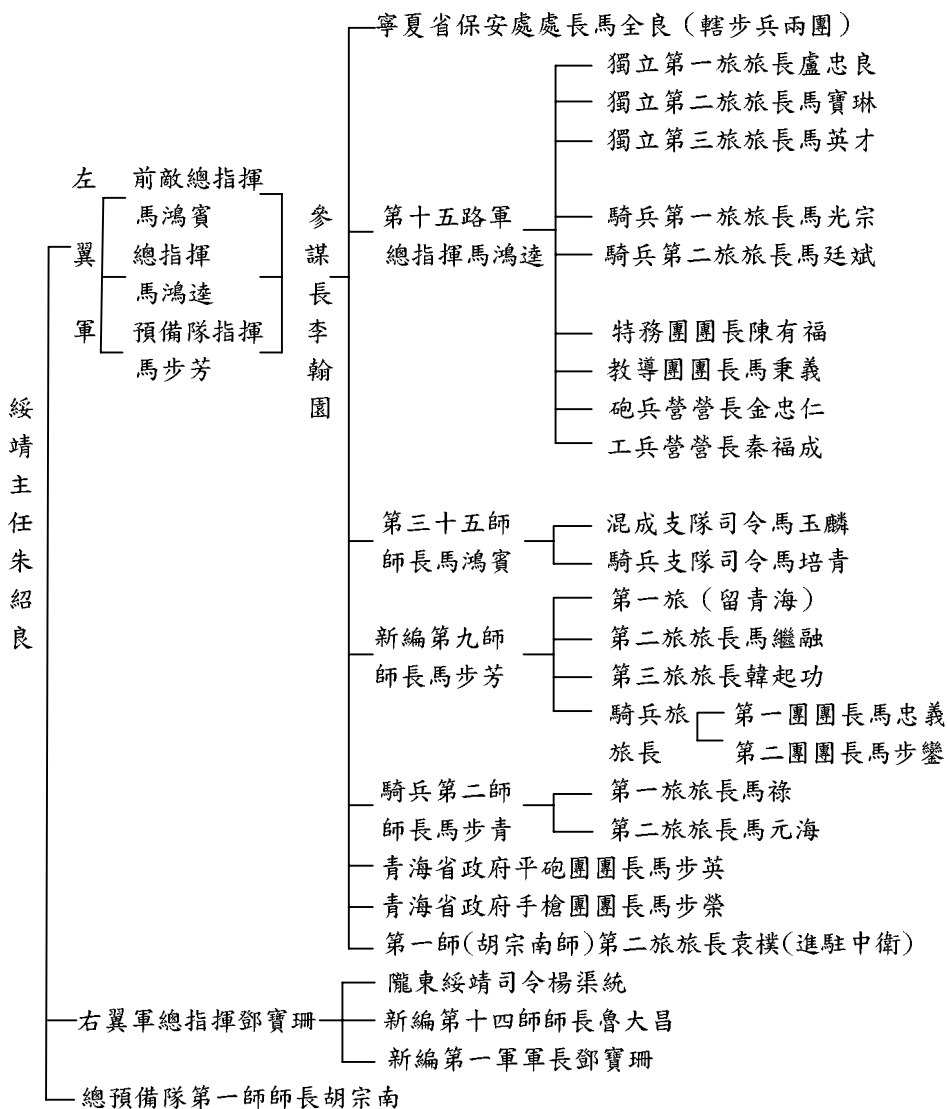 綏靖主任朱紹良
左翼軍
前敵總指揮
馬鴻賓
總指揮
馬鴻逵
預備隊指揮
馬步芳
參謀長李翰園
寧夏省保安處處長馬全良（轄步兵兩團）
第十五路軍
總指揮馬鴻逵
獨立第一旅旅長盧忠良
獨立第二旅旅長馬寶琳
獨立第三旅旅長馬英才
騎兵第一旅旅長馬光宗
騎兵第二旅旅長馬廷斌
特務團團長陳有福
教導團團長馬秉義
砲兵營營長金忠仁
工兵營營長秦福成
第三十五師
師長馬鴻賓
混成支隊司令馬玉麟
騎兵支隊司令馬培青
新編第九師
師長馬步芳
第一旅（留青海）
第二旅旅長馬繼融
第三旅旅長韓起功
騎兵旅
旅長
第一團團長馬忠義
第二團團長馬步鑾
騎兵第二師
師長馬步青
第一旅旅長馬祿
第二旅旅長馬元海
青海省政府平砲團團長馬步英
青海省政府手槍團團長馬步榮
第一師(胡宗南師)第二旅旅長袁樸(進駐中衛)
右翼軍總指揮鄧寶珊
隴東綏靖司令楊渠統
新編第十四師師長魯大昌
新編第一軍軍長鄧寶珊
總預備隊第一師師長胡宗南